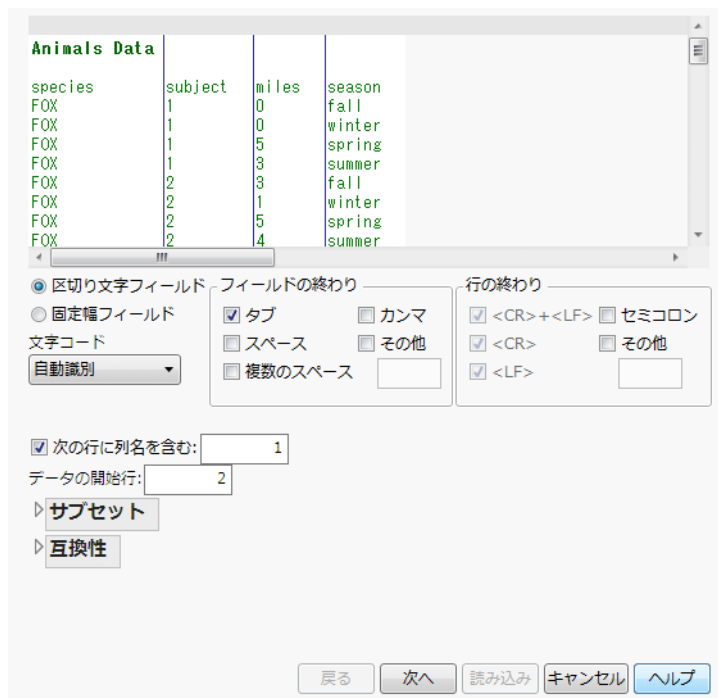 Animals Data
species subject miles season
FOX 1 0 fall
FOX 1 0 winter
FOX 1 5 spring
FOX 1 3 summer
FOX 2 3 fall
FOX 2 1 winter
FOX 2 5 spring
FOX 2 4 summer
区切り文字フィールド フィールドの終わり 行の終わり
固定幅フィールド タブ カンマ <CR>+<LF> セミコロン
文字コード スペース その他 <CR> その他
自動識別 複数のスペース <LF>
次の行に列名を含む: 1
データの開始行: 2
サブセット
互換性
戻る 次へ 読み込み キャンセル ヘルプ